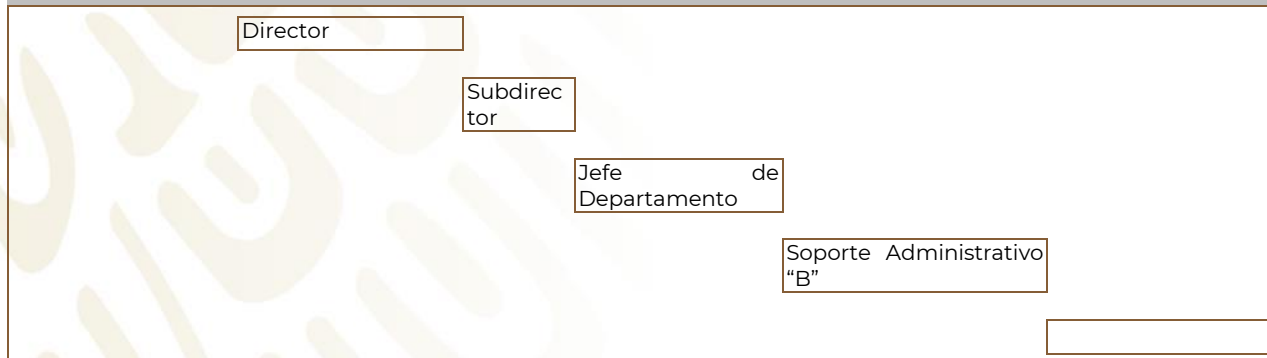 Director
Subdirec
tor
Jefe de
Departamento
Soporte Administrativo
“B”